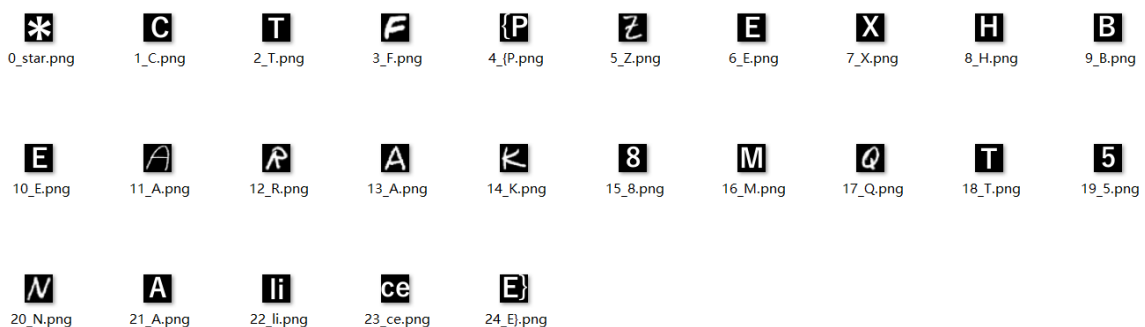 * C T F {P Z E X H B
0_star.png 1_C.png 2_T.png 3_F.png 4_{P.png 5_Z.png 6_E.png 7_X.png 8_H.png 9_B.png
E A R A K 8 M Q T 5
10_E.png 11_A.png 12_R.png 13_A.png 14_K.png 15_8.png 16_M.png 17_Q.png 18_T.png 19_5.png
N A li ce E}
20_N.png 21_A.png 22_li.png 23_ce.png 24_E}.png